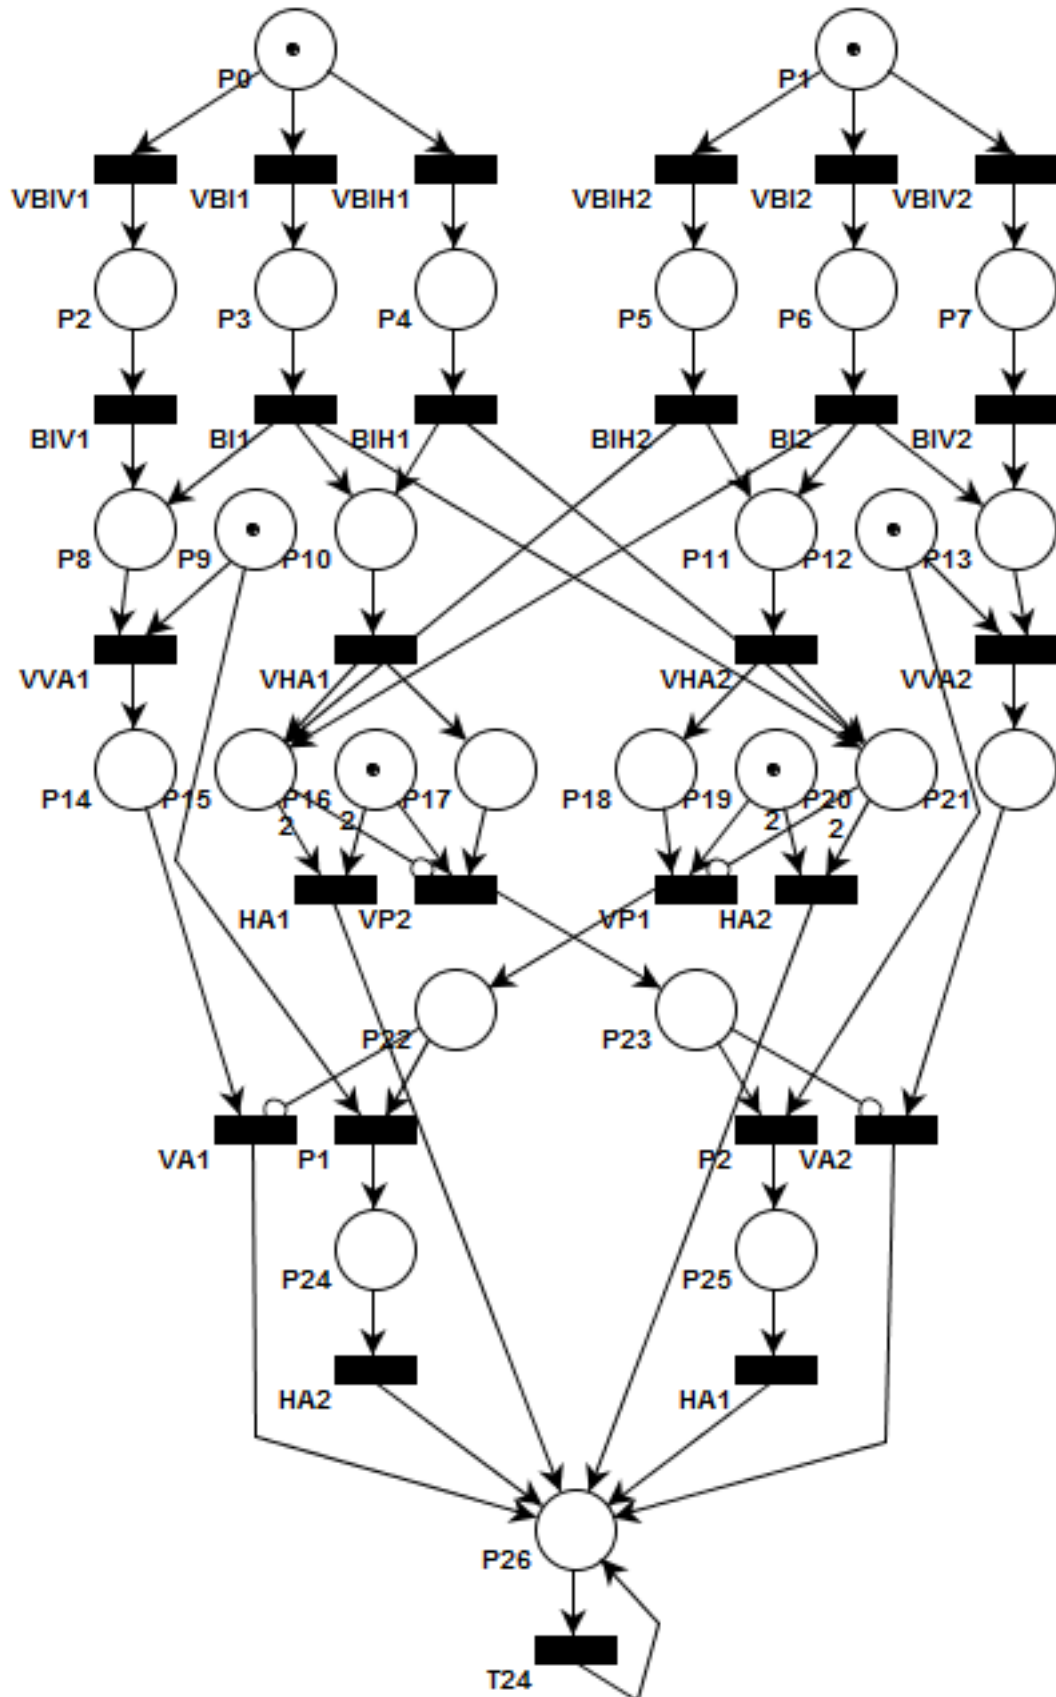 P0 P1
VBIV1 VBI1 VBIH1 VBIH2 VBI2 VBIV2
P2 P3 P4 P5 P6 P7
BIV1 BI1 BIH1 BIH2 BI2 BIV2
P8 P9 P10 P11 P12 P13
VVA1 VHA1 VHA2 VVA2
P14 P15 P16 P17 P18 P19 P20 P21
2 2 2 2
HA1 VP2 VP1 HA2
P22 P23
VA1 P1 P2 VA2
P24 P25
HA2 HA1
P26
T24